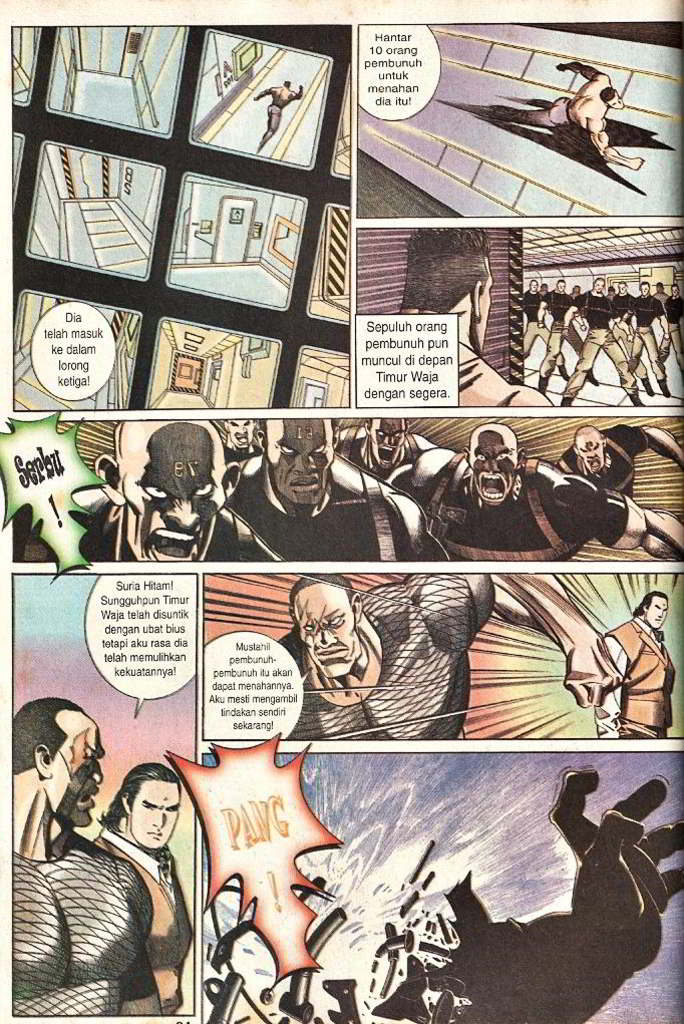 Dia
telah masuk
ke dalam
lorong
ketiga!
Hantar
10 orang
pembunuh
untuk
menahan
dia itu!
Sepuluh orang
pembunuh pun
muncul di depan
Timur Waja
dengan segera.
Serbu
!
78
19
Suria Hitam!
Sungguhpun Timur
Waja telah disuntik
dengan ubat bius
tetapi aku rasa dia
telah memulihkan
kekuatannya!
Mustahil
pembunuh-
pembunuh itu akan
dapat menahannya.
Aku mesti mengambil
tindakan sendiri
sekarang!
PANG
!